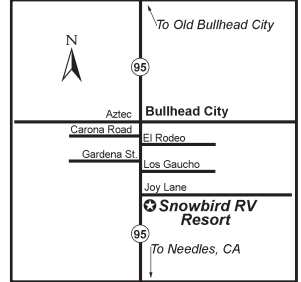 To Old Bullhead City
N
95
Aztec
Bullhead City
Carona Road
El Rodeo
Gardena St.
Los Gaucho
Joy Lane
Snowbird RV
Resort
95
To Needles, CA